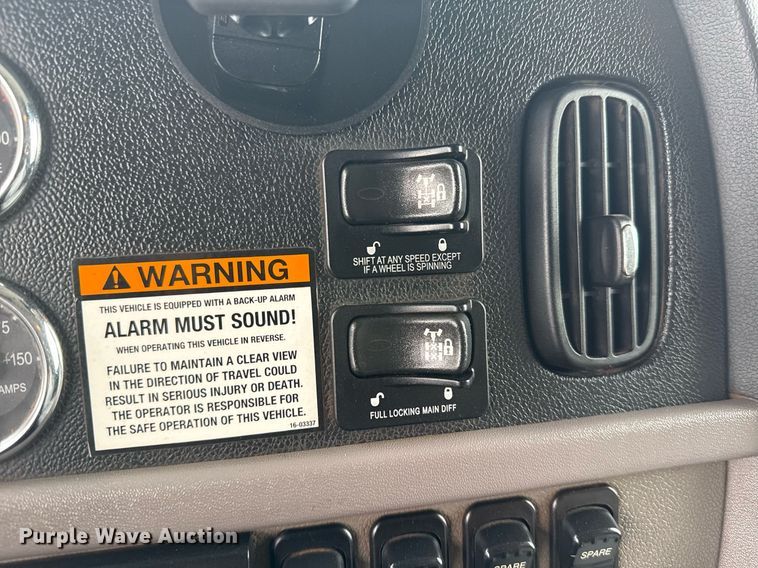 SHIFT AT ANY SPEED EXCEPT
IF A WHEEL IS SPINNING
WARNING
THIS VEHICLE IS EQUIPPED WITH A BACK-UP ALARM
ALARM MUST SOUND!
WHEN OPERATING THIS VEHICLE IN REVERSE.
FAILURE TO MAINTAIN A CLEAR VIEW
IN THE DIRECTION OF TRAVEL COULD
RESULT IN SERIOUS INJURY OR DEATH.
THE OPERATOR IS RESPONSIBLE FOR
THE SAFE OPERATION OF THIS VEHICLE.
16-03337
150
AMPS
FULL LOCKING MAIN DIFF
Purple Wave Auction
SPARE
SPARE